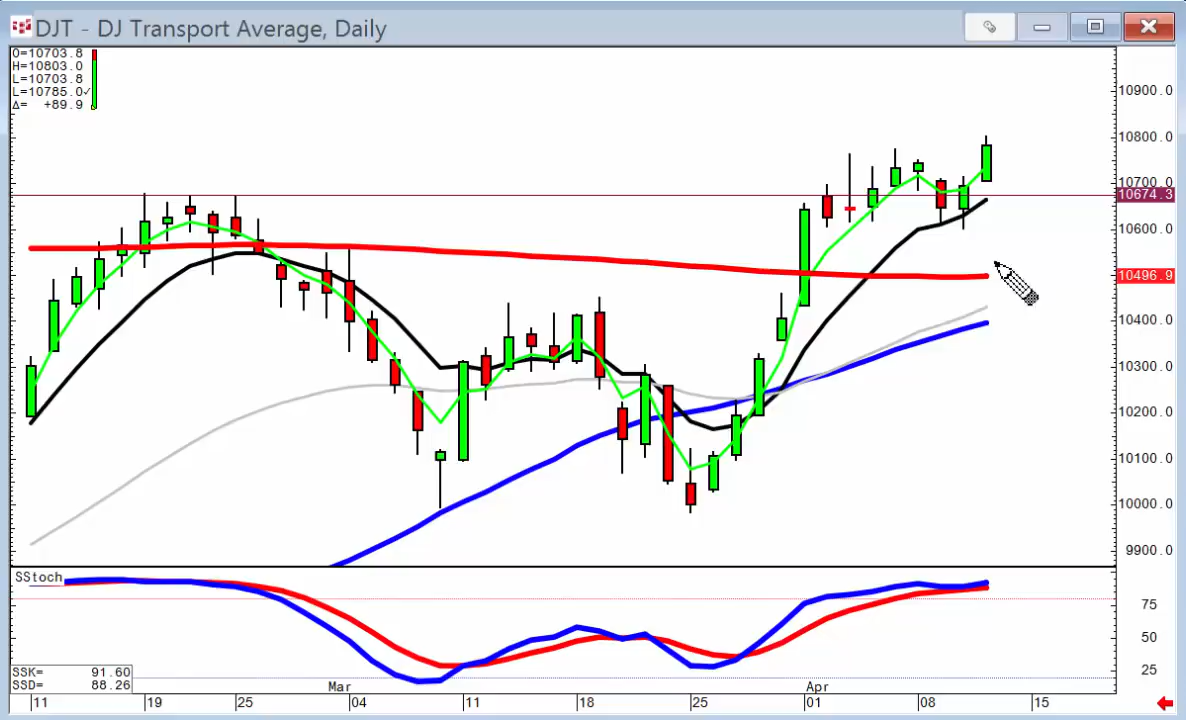 DJT - DJ Transport Average, Daily
O=10703.8
H=10803.0
L=10703.8
L=10785.0✓
Δ= +89.9
10900.0
10800.0
10700.0
10674.3
10600.0
10496.9
10400.0
10300.0
10200.0
10100.0
10000.0
9900.0
SStoch
75
50
25
SSK= 91.60
SSD= 88.26
Mar
Apr
11
19
25
04
11
18
25
01
08
15